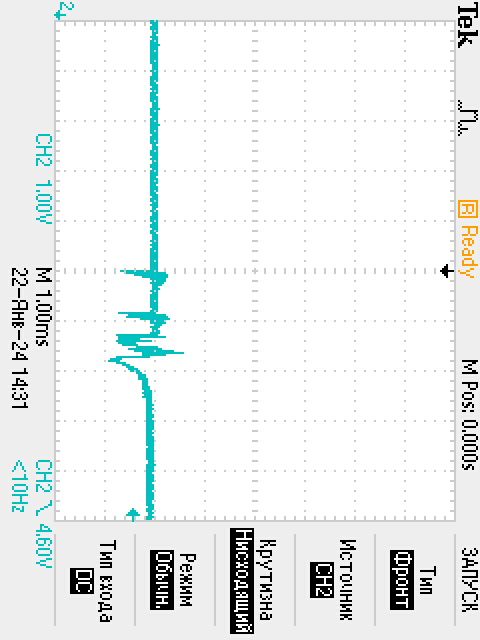 Tek
R Ready
M Pos: 0.000s
ЗАПУСК
Тип
Фронт
Источник
CH2
Крутизна
Нисходящий
Режим
Обычн.
Тип входа
DC
2
CH2 1.00V
M 1.00ms
CH2 \ 4.60V
22-Янв-24 14:31
<10Hz